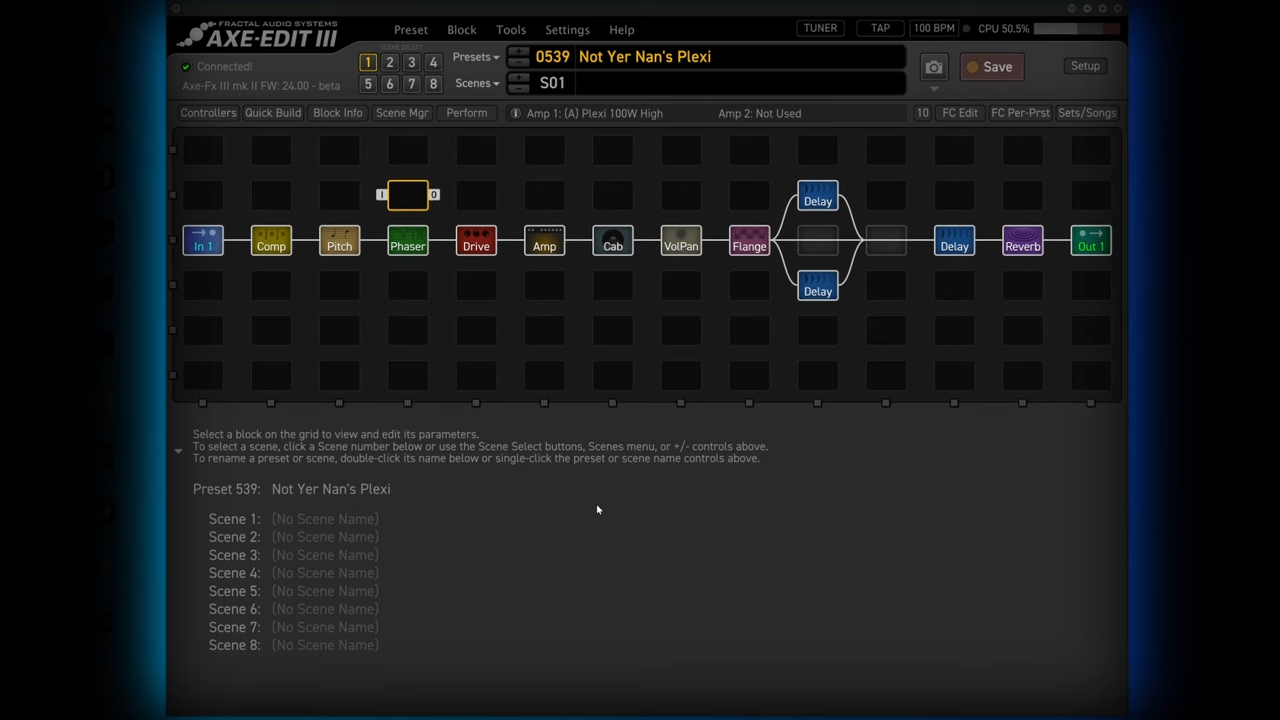 FRACTAL AUDIO SYSTEMS
AXE-EDIT III
Preset Block Tools Settings Help
TUNER TAP 100 BPM CPU 50.5%
SCENE SELECT
1 2 3 4
5 6 7 8
Presets + - 0539 Not Yer Nan's Plexi
Scenes + - S01
Save
Setup
Connected!
Axe-Fx III mk II FW: 24.00 - beta
Controllers Quick Build Block Info Scene Mgr Perform
Amp 1: (A) Plexi 100W High Amp 2: Not Used
10 FC Edit FC Per-Prst Sets/Songs
I O
Delay
In 1 Comp Pitch Phaser Drive Amp Cab VolPan Flange Delay Reverb Out 1
Delay
Select a block on the grid to view and edit its parameters.
To select a scene, click a Scene number below or use the Scene Select buttons, Scenes menu, or +/- controls above.
To rename a preset or scene, double-click its name below or single-click the preset or scene name controls above.
Preset 539: Not Yer Nan's Plexi
Scene 1: (No Scene Name)
Scene 2: (No Scene Name)
Scene 3: (No Scene Name)
Scene 4: (No Scene Name)
Scene 5: (No Scene Name)
Scene 6: (No Scene Name)
Scene 7: (No Scene Name)
Scene 8: (No Scene Name)